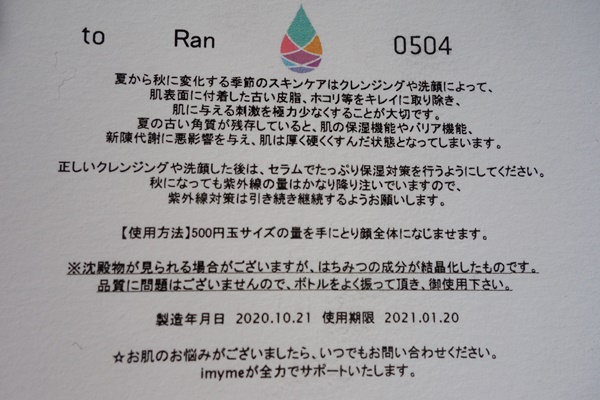 to Ran 0504
夏から秋に変化する季節のスキンケアはクレンジングや洗顔によって、
肌表面に付着した古い皮脂、ホコリ等をキレイに取り除き、
肌に与える刺激を極力少なくすることが大切です。
夏の古い角質が残存していると、肌の保湿機能やバリア機能、
新陳代謝に悪影響を与え、肌は厚く硬くくすんだ状態となってしまいます。
正しいクレンジングや洗顔した後は、セラムでたっぷり保湿対策を行うようにしてください。
秋になっても紫外線の量はかなり降り注いでいますので、
紫外線対策は引き続き継続するようお願いします。
【使用方法】500円玉サイズの量を手にとり顔全体になじませます。
※沈殿物が見られる場合がございますが、はちみつの成分が結晶化したものです。
品質に問題はございませんので、ボトルをよく振って頂き、御使用下さい。
製造年月日 2020.10.21 使用期限 2021.01.20
☆お肌のお悩みがございましたら、いつでもお問い合わせください。
imymeが全力でサポートいたします。